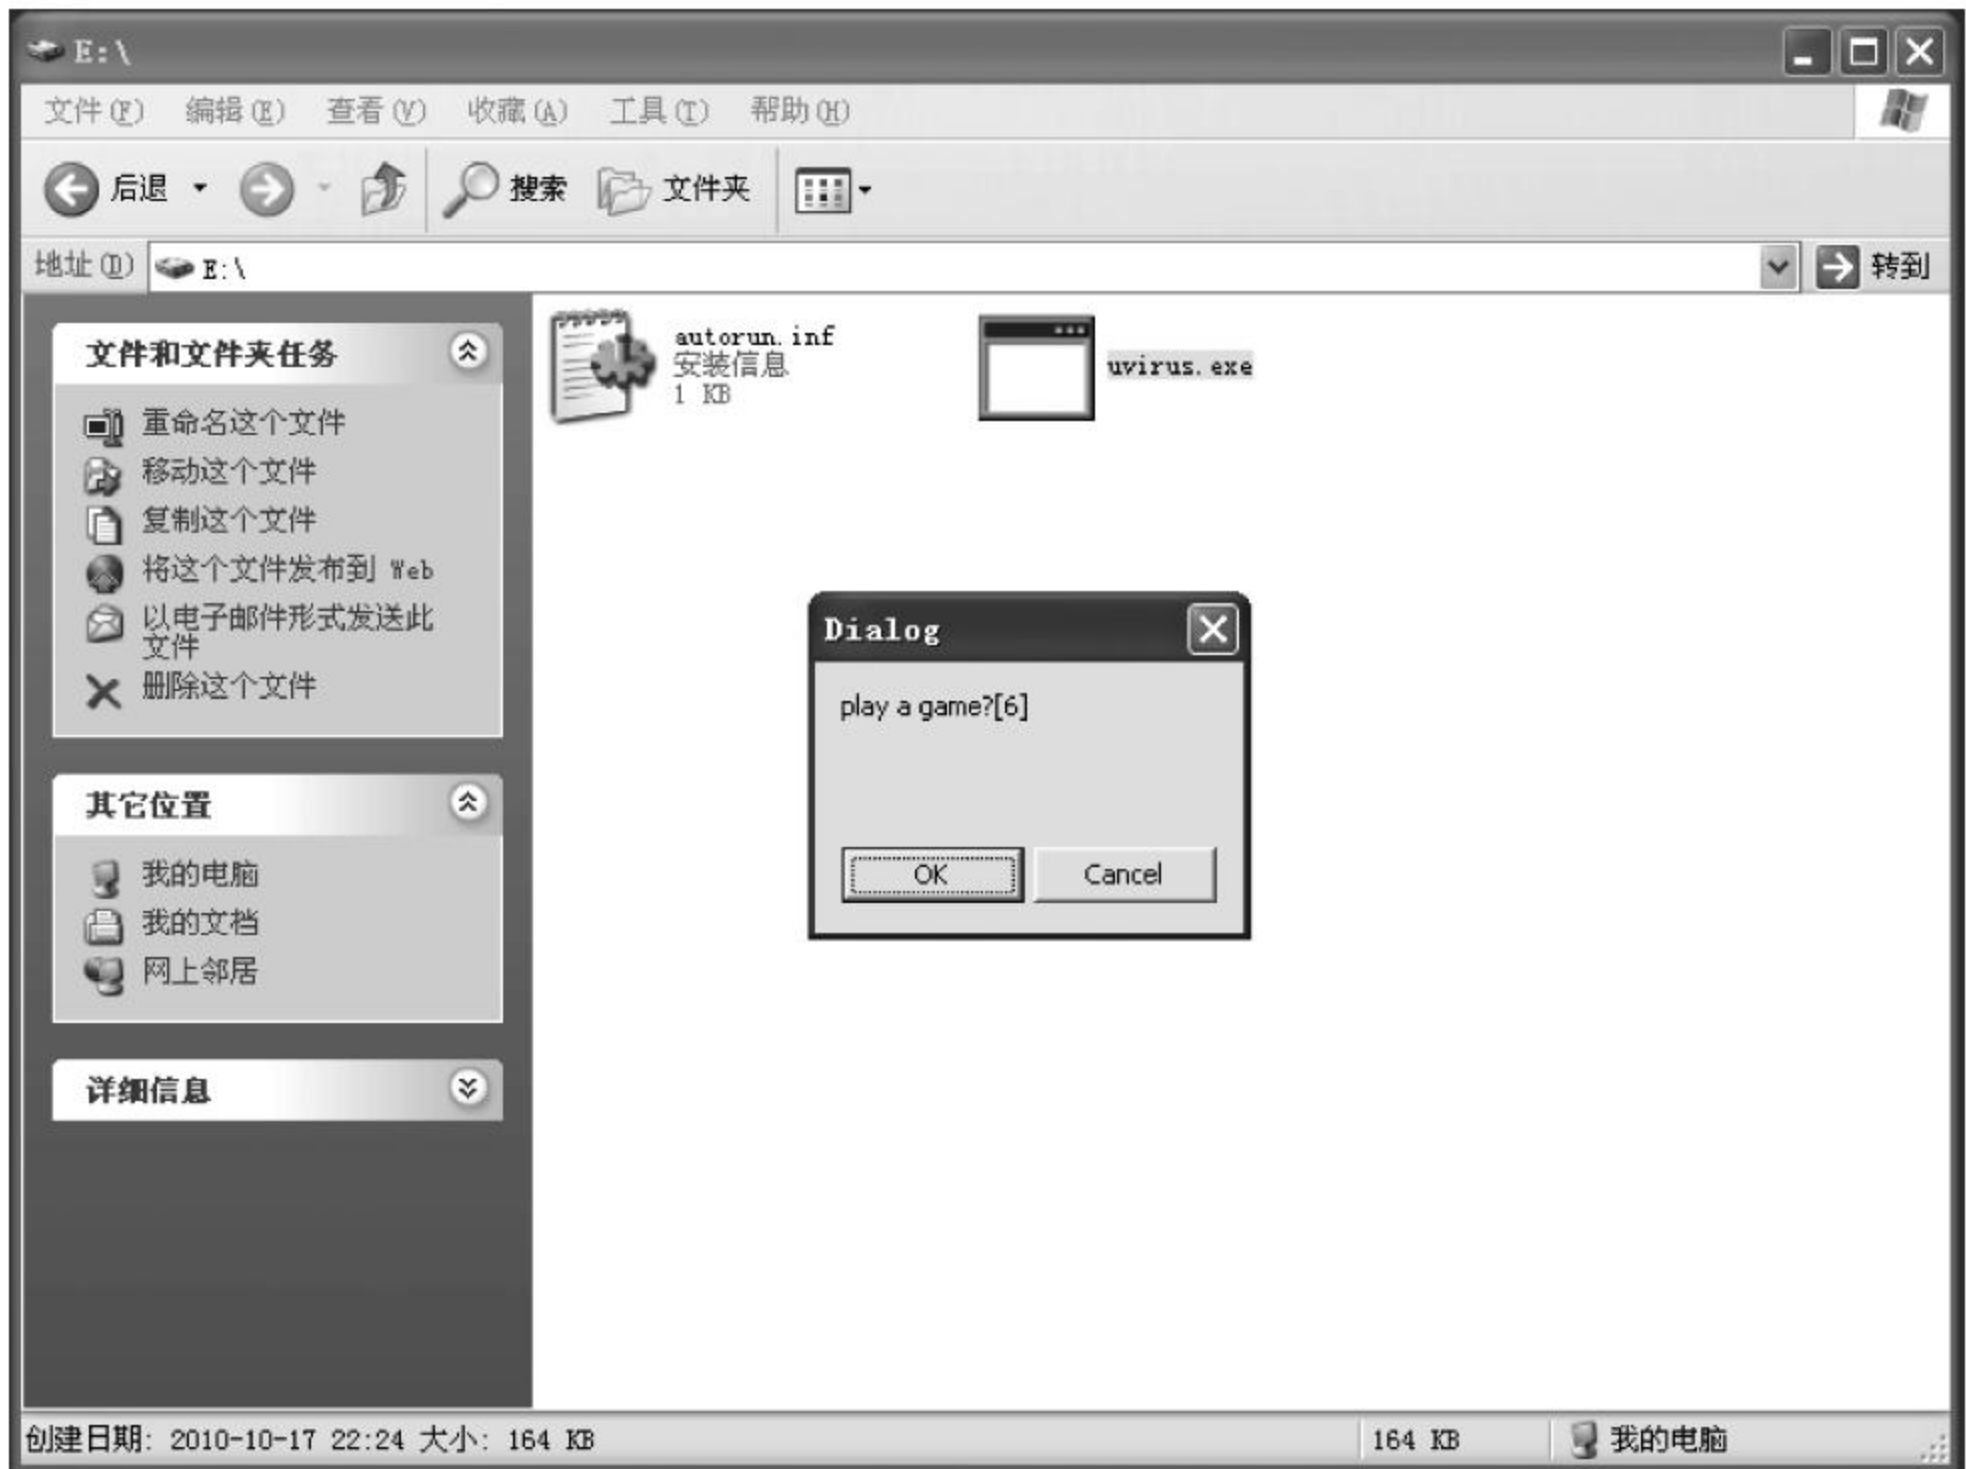 E:\
文件(F) 编辑(E) 查看(V) 收藏(A) 工具(T) 帮助(H)
后退 搜索 文件夹
地址(D) E:\ 转到
文件和文件夹任务
重命名这个文件
移动这个文件
复制这个文件
将这个文件发布到 Web
以电子邮件形式发送此
文件
删除这个文件
其它位置
我的电脑
我的文档
网上邻居
详细信息
autorun.inf
安装信息
1 KB
uvirus.exe
Dialog
play a game?[6]
OK Cancel
创建日期: 2010-10-17 22:24 大小: 164 KB 164 KB 我的电脑